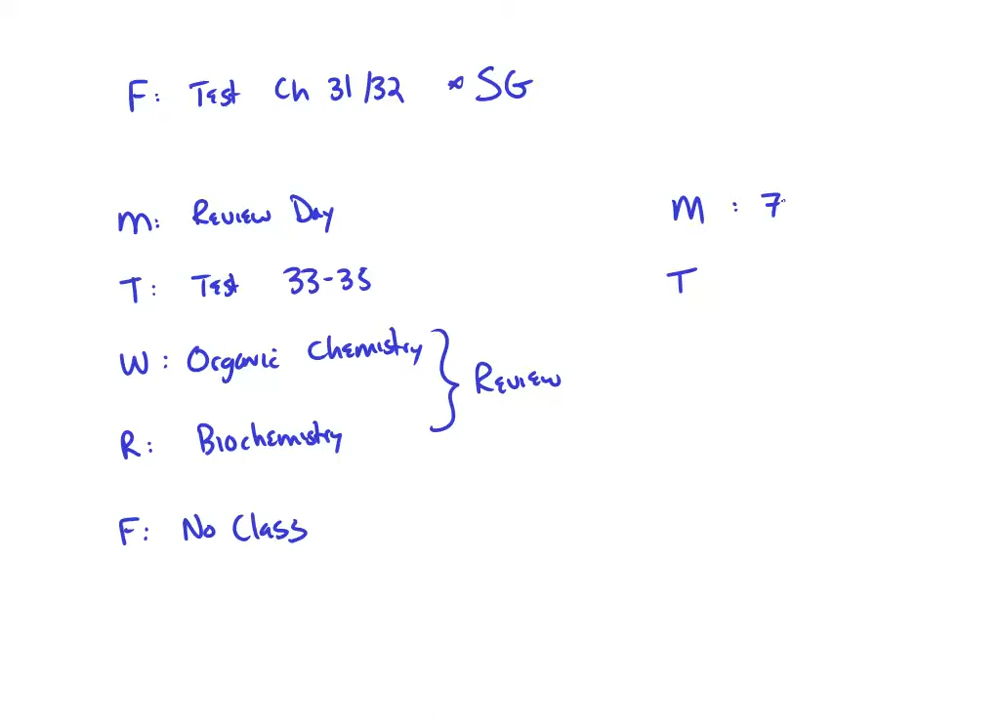 F: Test Ch 31/32 *SG
M: Review Day
T: Test 33-35
W: Organic Chemistry
R: Biochemistry
Review
F: No Class
M : 7
T